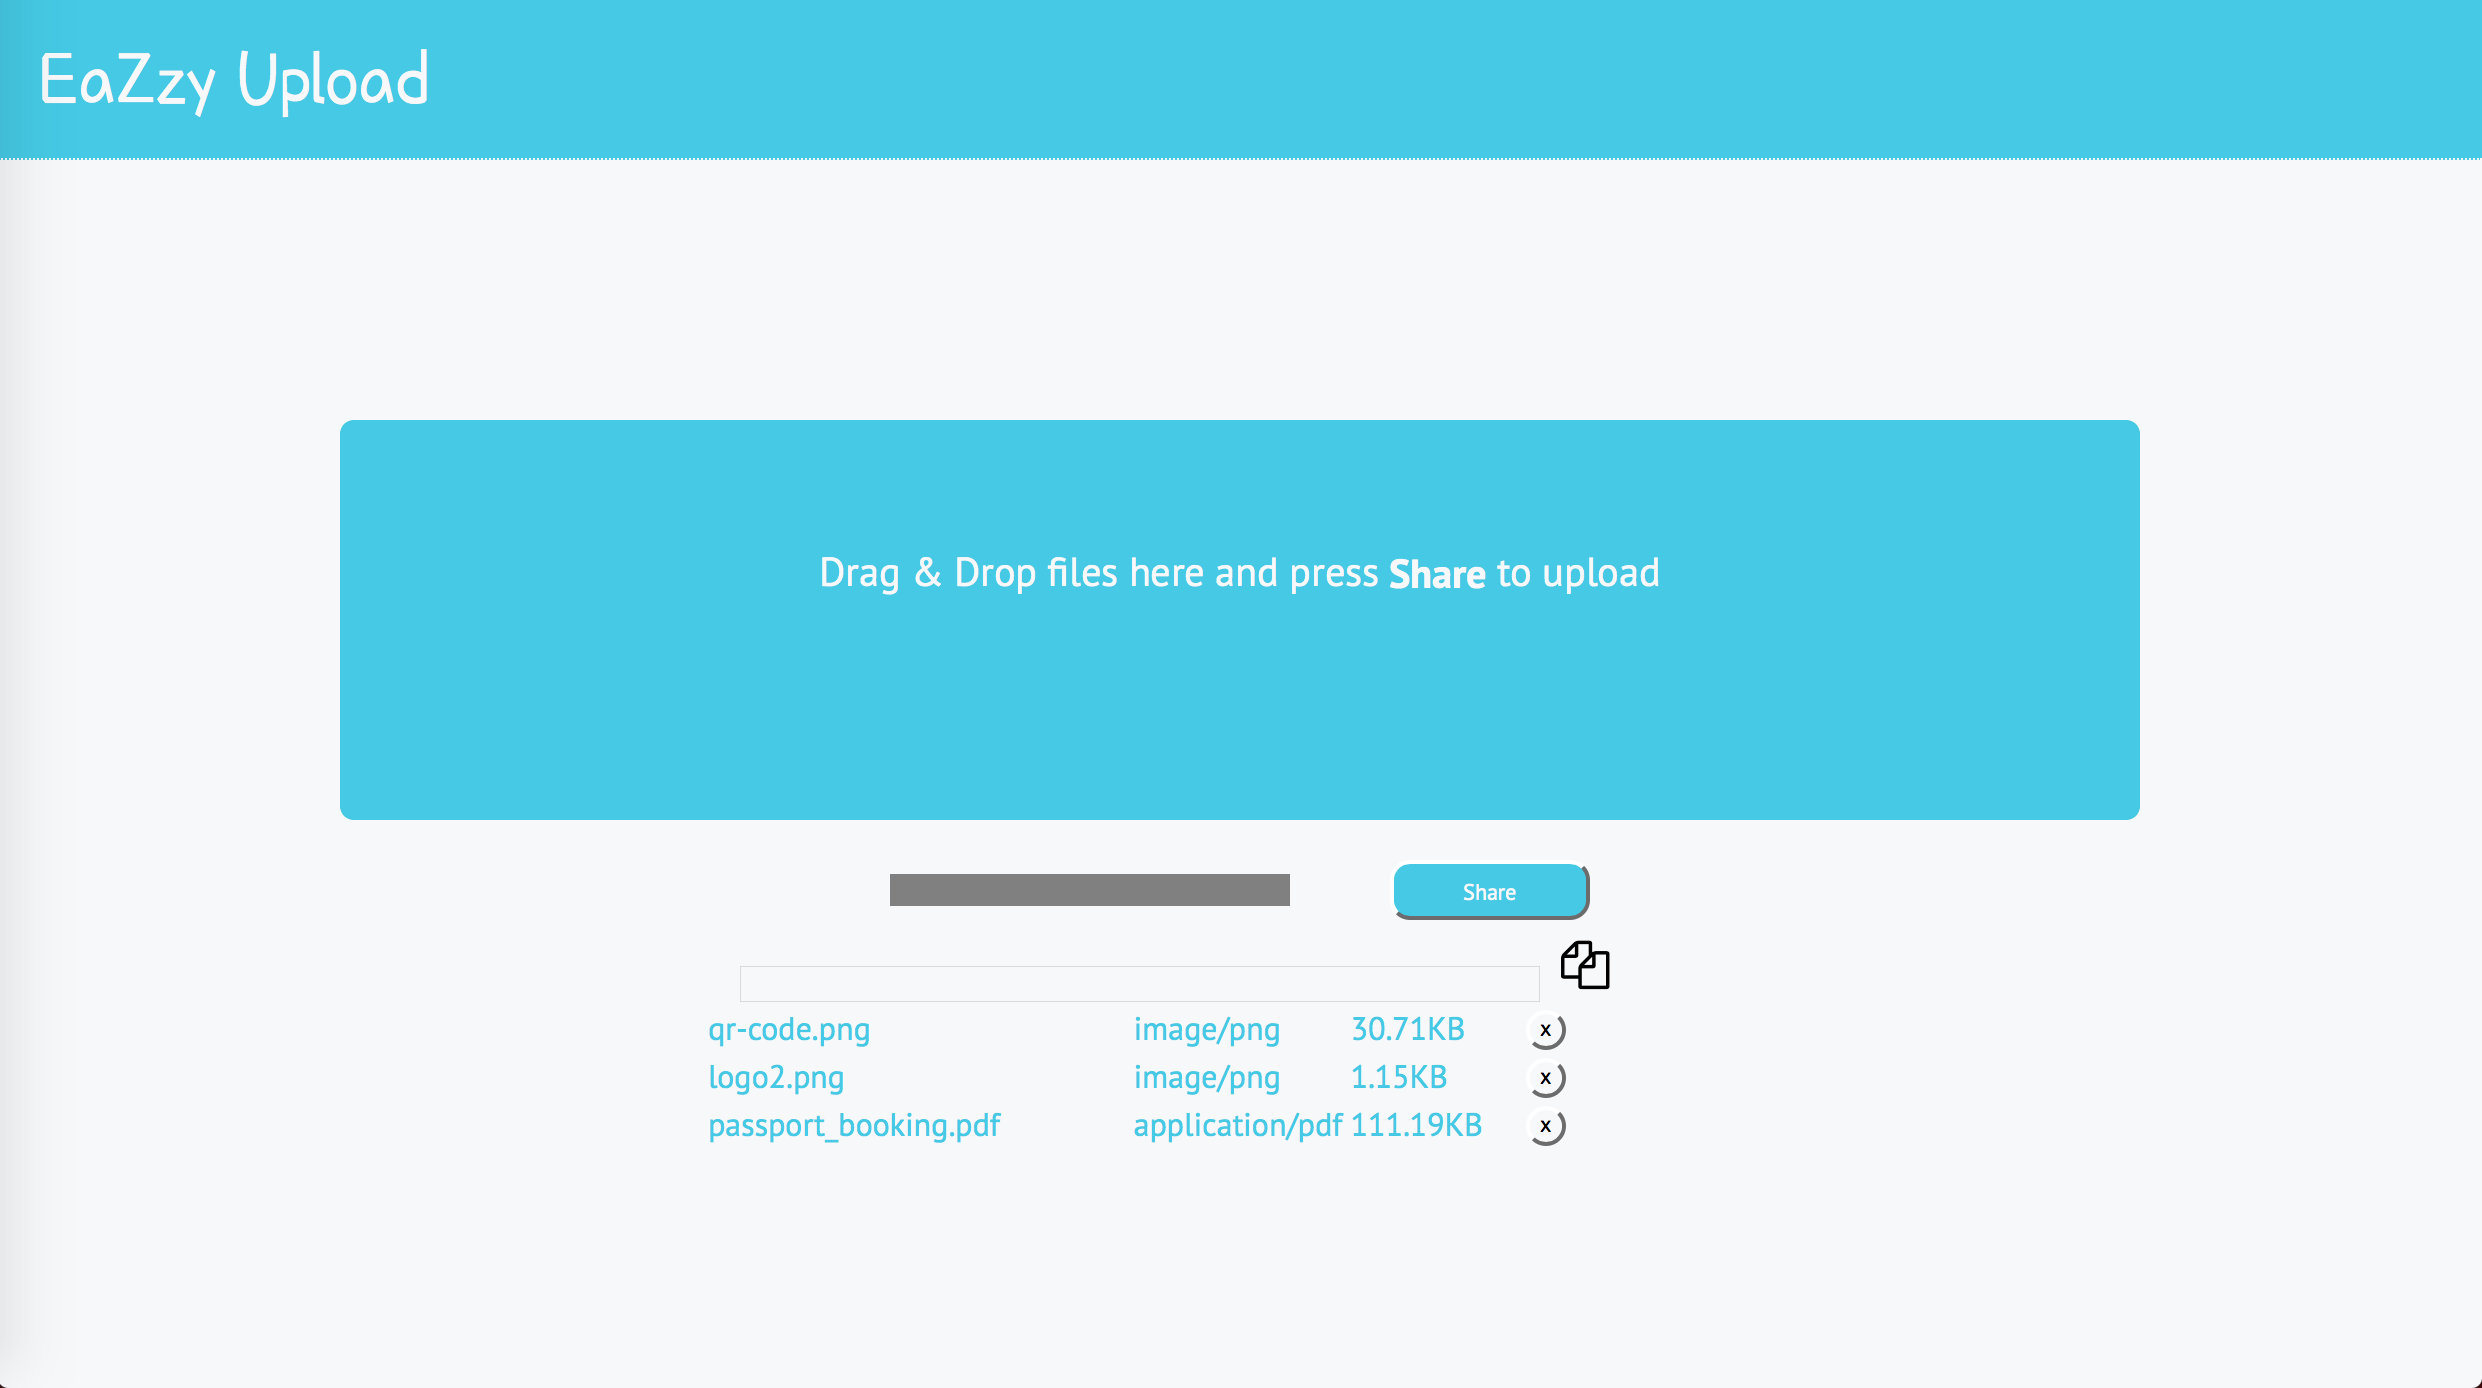 EaZzy Upload
Drag & Drop files here and press Share to upload
Share
qr-code.png image/png 30.71KB x
logo2.png image/png 1.15KB x
passport_booking.pdf application/pdf 111.19KB x